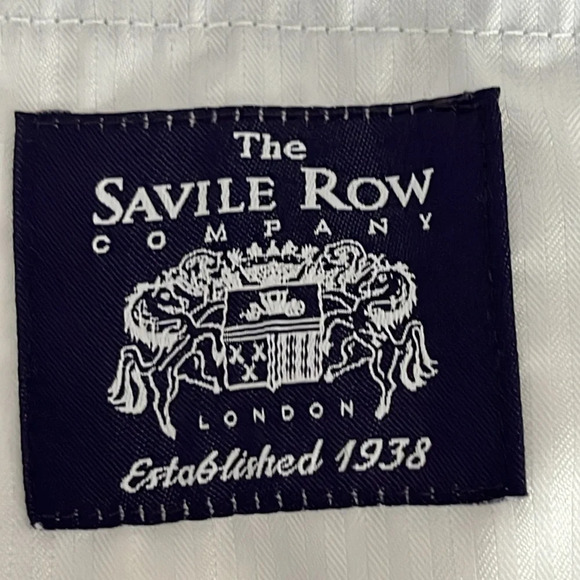 The
SAVILE ROW
COMPANY
LONDON
Established 1938